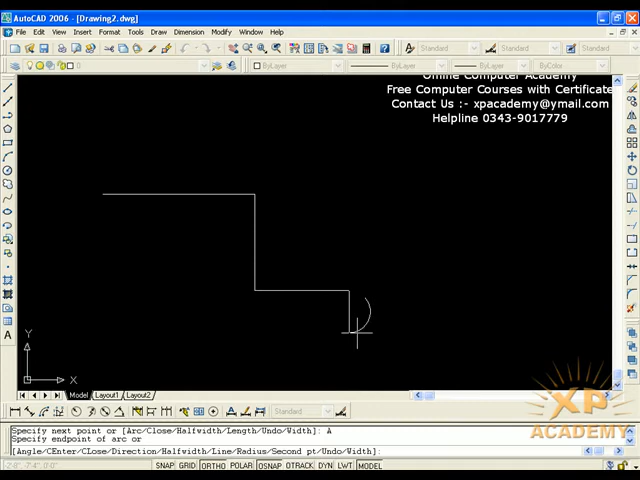 AutoCAD 2006 - [Drawing2.dwg]
File Edit View Insert Format Tools Draw Dimension Modify Window Help
Standard Standard Standard
0 ByLayer ByLayer ByLayer ByColor
Online Computer Academy
Free Computer Courses with Certificate
Contact Us :- xpacademy@ymail.com
Helpline 0343-9017779
Y
X
Model Layout1 Layout2
Standard
XP
ACADEMY
Specify next point or [Arc/Close/Halfwidth/Length/Undo/Width]: A
Specify endpoint of arc or
[Angle/CEnter/CLose/Direction/Halfwidth/Line/Radius/Second pt/Undo/Width]:
SNAP GRID ORTHO POLAR OSNAP OTRACK DYN LWT MODEL